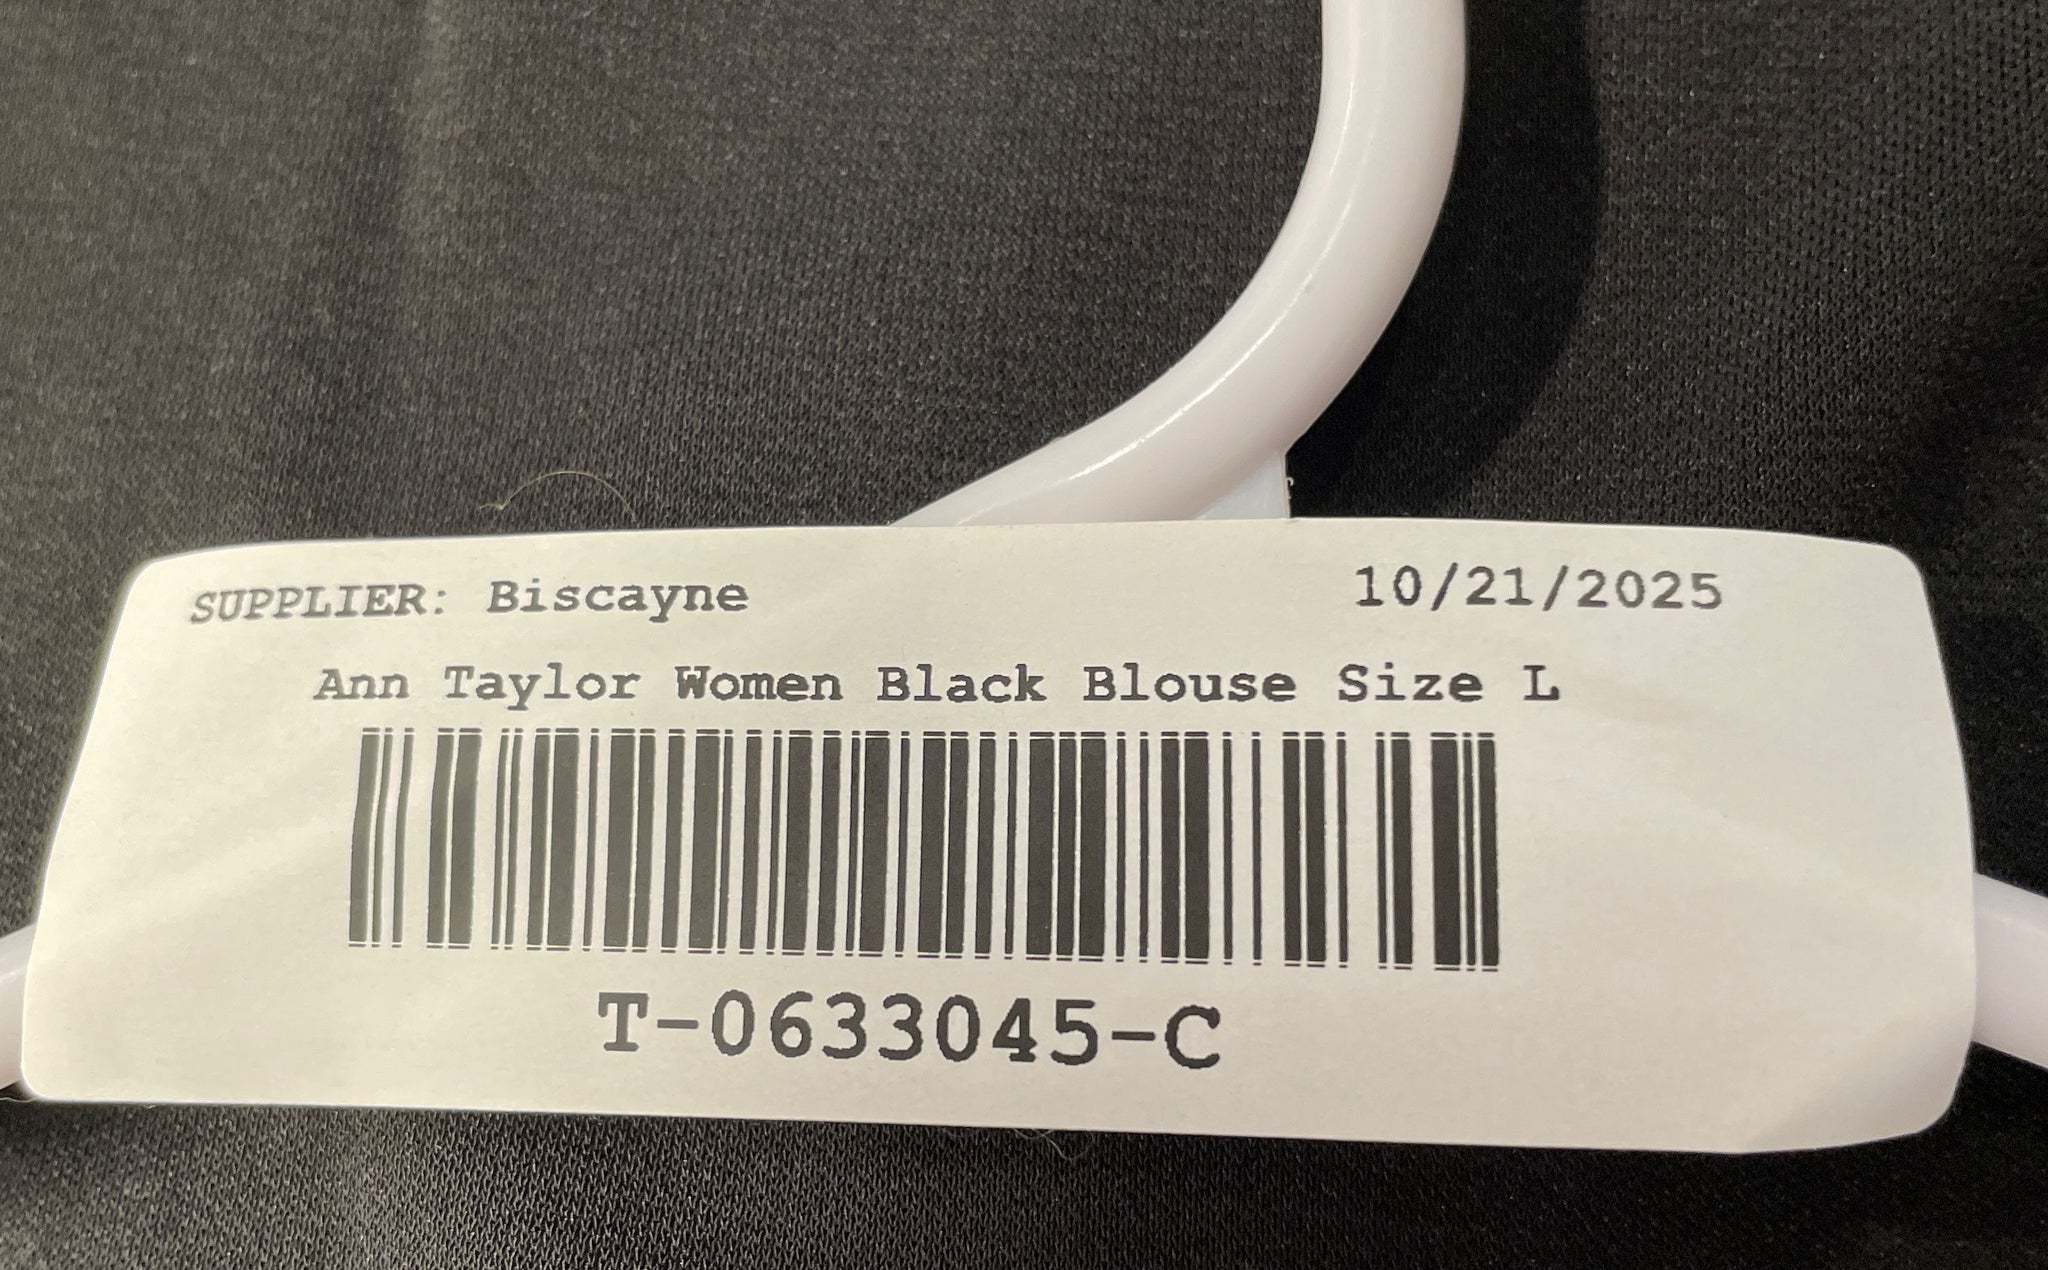 SUPPLIER: Biscayne 10/21/2025
Ann Taylor Women Black Blouse Size L
T-0633045-C